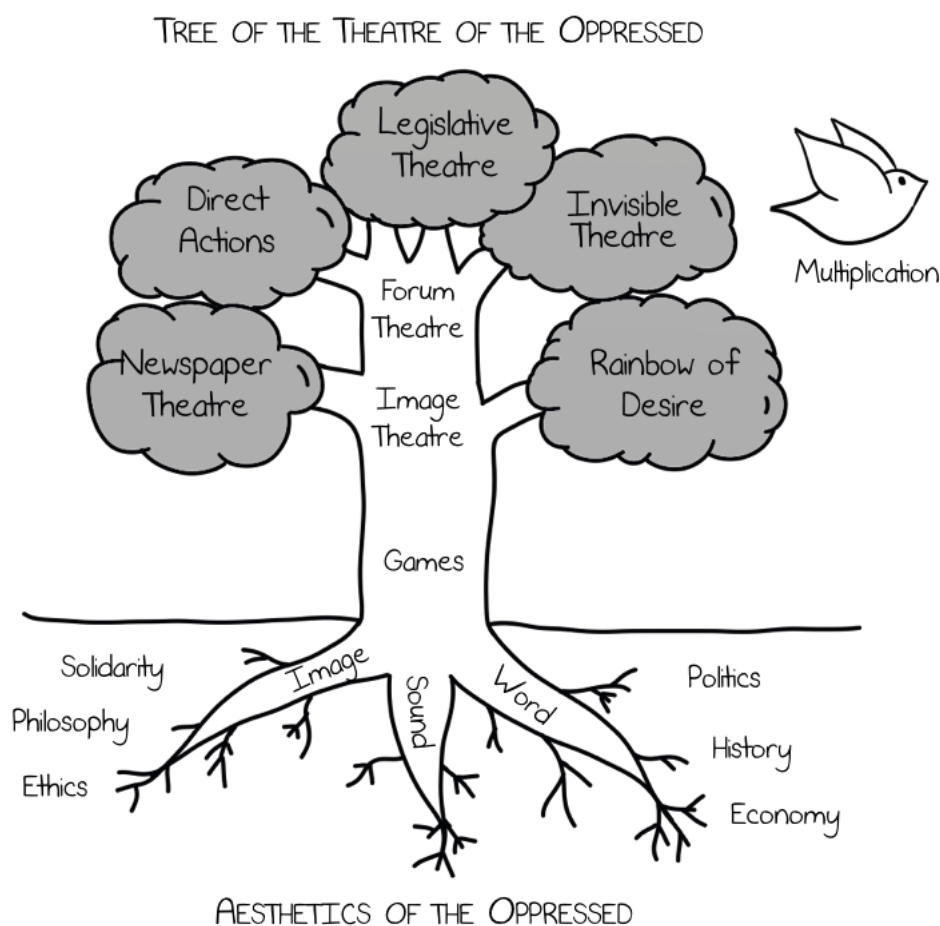 TREE OF THE THEATRE OF THE OPPRESSED
Legislative
Theatre
Direct
Actions
Invisible
Theatre
Multiplication
Forum
Theatre
Newspaper
Theatre
Rainbow of
Desire
Image
Theatre
Games
Solidarity
Image
Sound
Word
Politics
Philosophy
History
Ethics
Economy
AESTHETICS OF THE OPPRESSED